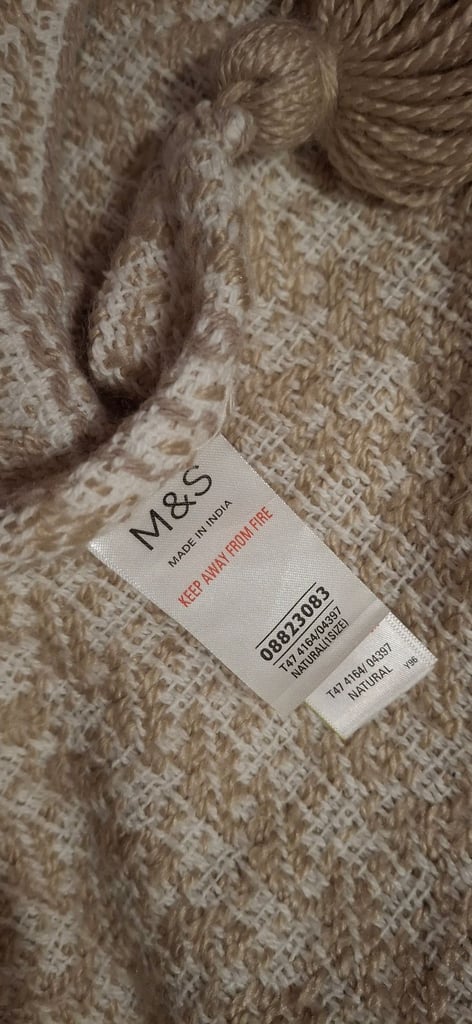 M&S
MADE IN INDIA
KEEP AWAY FROM FIRE
08823083
T47 4164/04397
NATURAL(1SIZE)
T47 4164/ 04397
NATURAL Y96